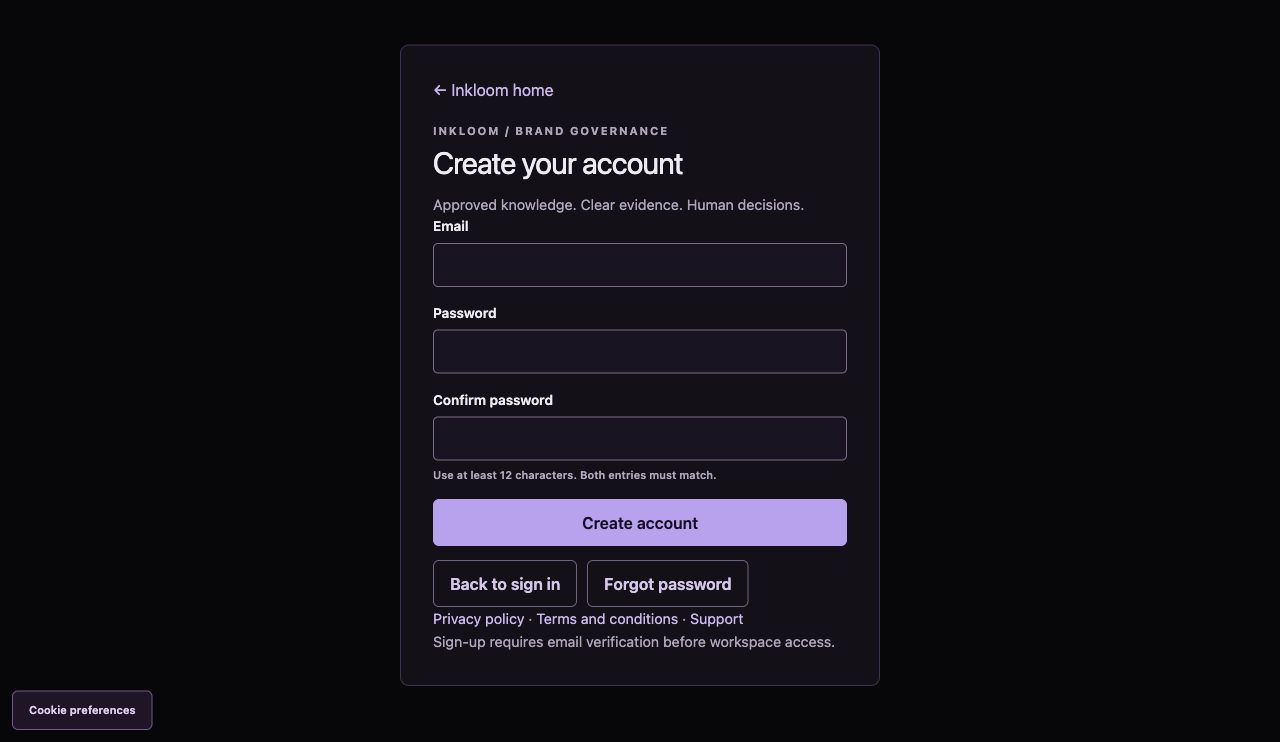 ← Inkloom home
INKLOOM / BRAND GOVERNANCE
Create your account
Approved knowledge. Clear evidence. Human decisions.
Email
Password
Confirm password
Use at least 12 characters. Both entries must match.
Create account
Back to sign in Forgot password
Privacy policy · Terms and conditions · Support
Sign-up requires email verification before workspace access.
Cookie preferences